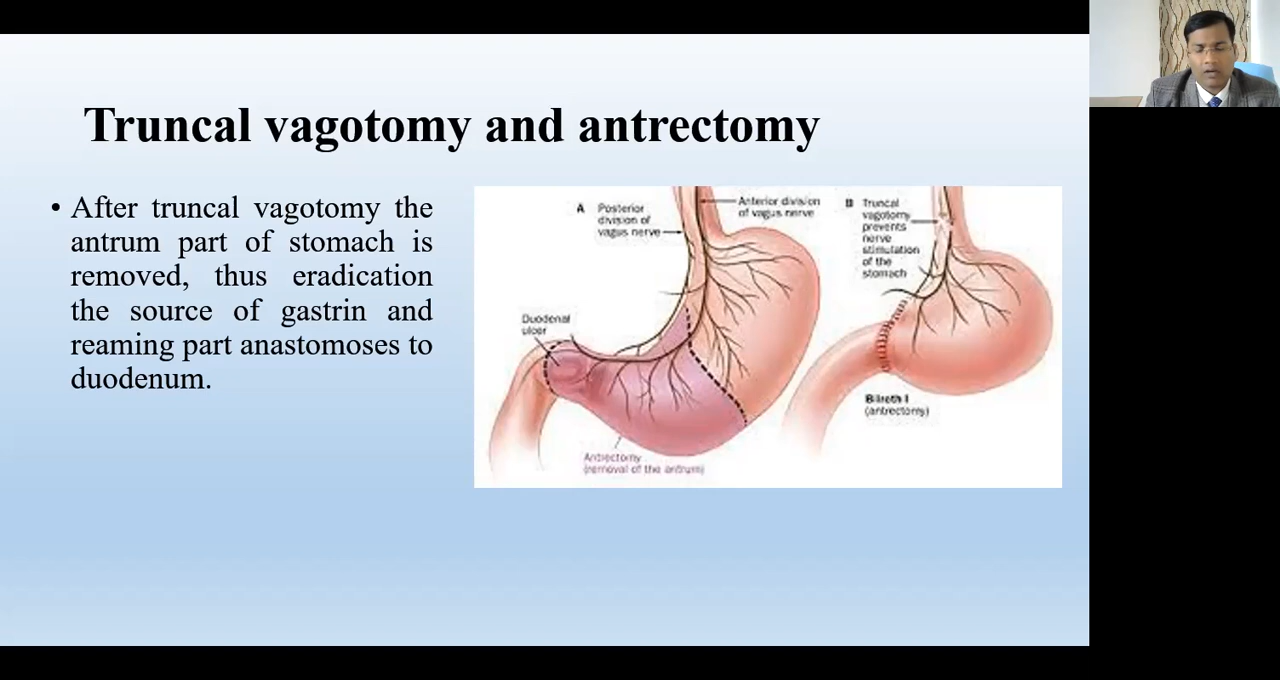 Truncal vagotomy and antrectomy
• After truncal vagotomy the
antrum part of stomach is
removed, thus eradication
the source of gastrin and
reaming part anastomoses to
duodenum.
A Posterior
division of
vagus nerve
Anterior division
of vagus nerve
Duodenal
ulcer
Antrectomy
(removal of the antrum)
B Truncal
vagotomy
prevents
nerve
stimulation
of the
stomach
Bilroth I
(antrectomy)